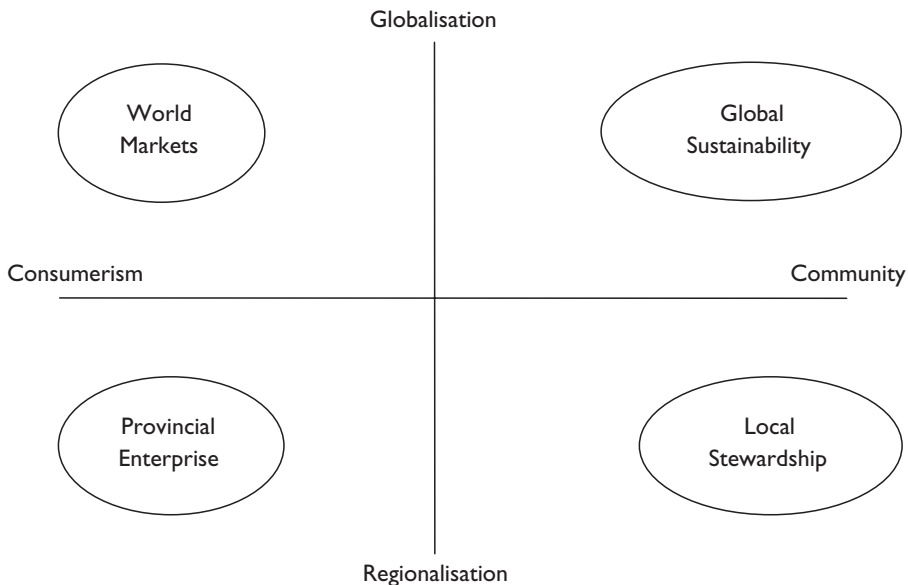 Globalisation
World
Markets
Global
Sustainability
Consumerism
Community
Provincial
Enterprise
Local
Stewardship
Regionalisation